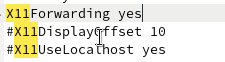 X11Forwarding yes
#X11DisplayOffset 10
#X11UseLocalhost yes